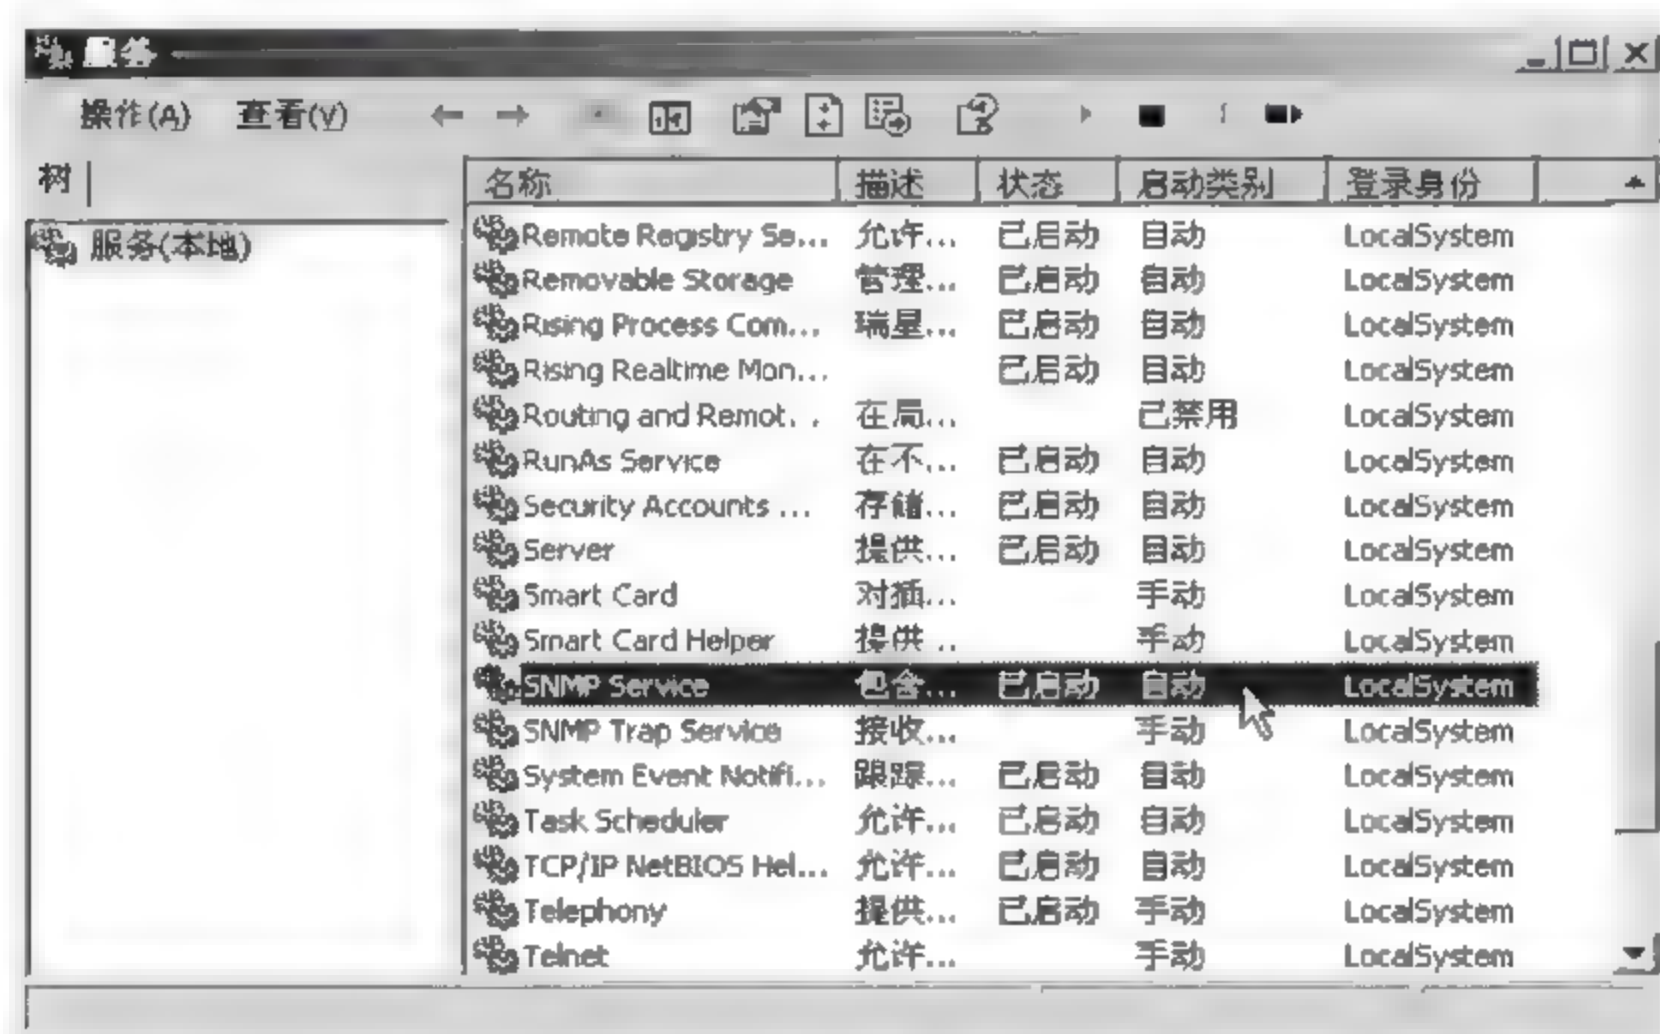 服务
操作(A) 查看(V)
树
名称 描述 状态 启动类别 登录身份
服务(本地)
Remote Registry Se... 允许... 已启动 自动 LocalSystem
Removable Storage 管理... 已启动 自动 LocalSystem
Rising Process Com... 瑞星... 已启动 自动 LocalSystem
Rising Realtime Mon... 已启动 自动 LocalSystem
Routing and Remot... 在局... 已禁用 LocalSystem
RunAs Service 在不... 已启动 自动 LocalSystem
Security Accounts ... 存储... 已启动 自动 LocalSystem
Server 提供... 已启动 自动 LocalSystem
Smart Card 对插... 手动 LocalSystem
Smart Card Helper 提供... 手动 LocalSystem
SNMP Service 包含... 已启动 自动 LocalSystem
SNMP Trap Service 接收... 手动 LocalSystem
System Event Notifi... 跟踪... 已启动 自动 LocalSystem
Task Scheduler 允许... 已启动 自动 LocalSystem
TCP/IP NetBIOS Hel... 允许... 已启动 自动 LocalSystem
Telephony 提供... 已启动 手动 LocalSystem
Telnet 允许... 手动 LocalSystem